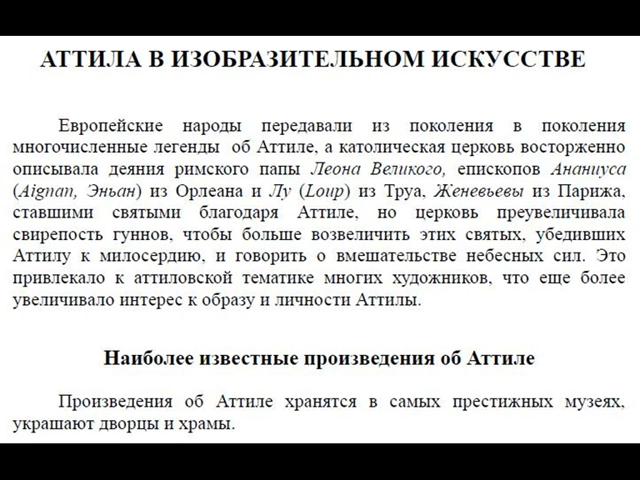 АТТИЛА В ИЗОБРАЗИТЕЛЬНОМ ИСКУССТВЕ
Европейские народы передавали из поколения в поколения
многочисленные легенды об Аттиле, а католическая церковь восторженно
описывала деяния римского папы Леона Великого, епископов Ананиуса
(Aignan, Эньан) из Орлеана и Лу (Loup) из Труа, Женевьевы из Парижа,
ставшими святыми благодаря Аттиле, но церковь преувеличивала
свирепость гуннов, чтобы больше возвеличить этих святых, убедивших
Аттилу к милосердию, и говорить о вмешательстве небесных сил. Это
привлекало к аттиловской тематике многих художников, что еще более
увеличивало интерес к образу и личности Аттилы.
Наиболее известные произведения об Аттиле
Произведения об Аттиле хранятся в самых престижных музеях,
украшают дворцы и храмы.